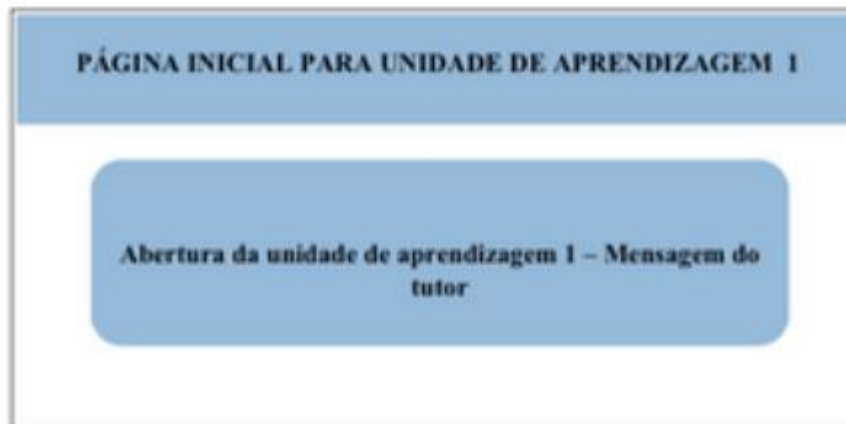 PÁGINA INICIAL PARA UNIDADE DE APRENDIZAGEM 1
Abertura da unidade de aprendizagem 1 – Mensagem do
tutor